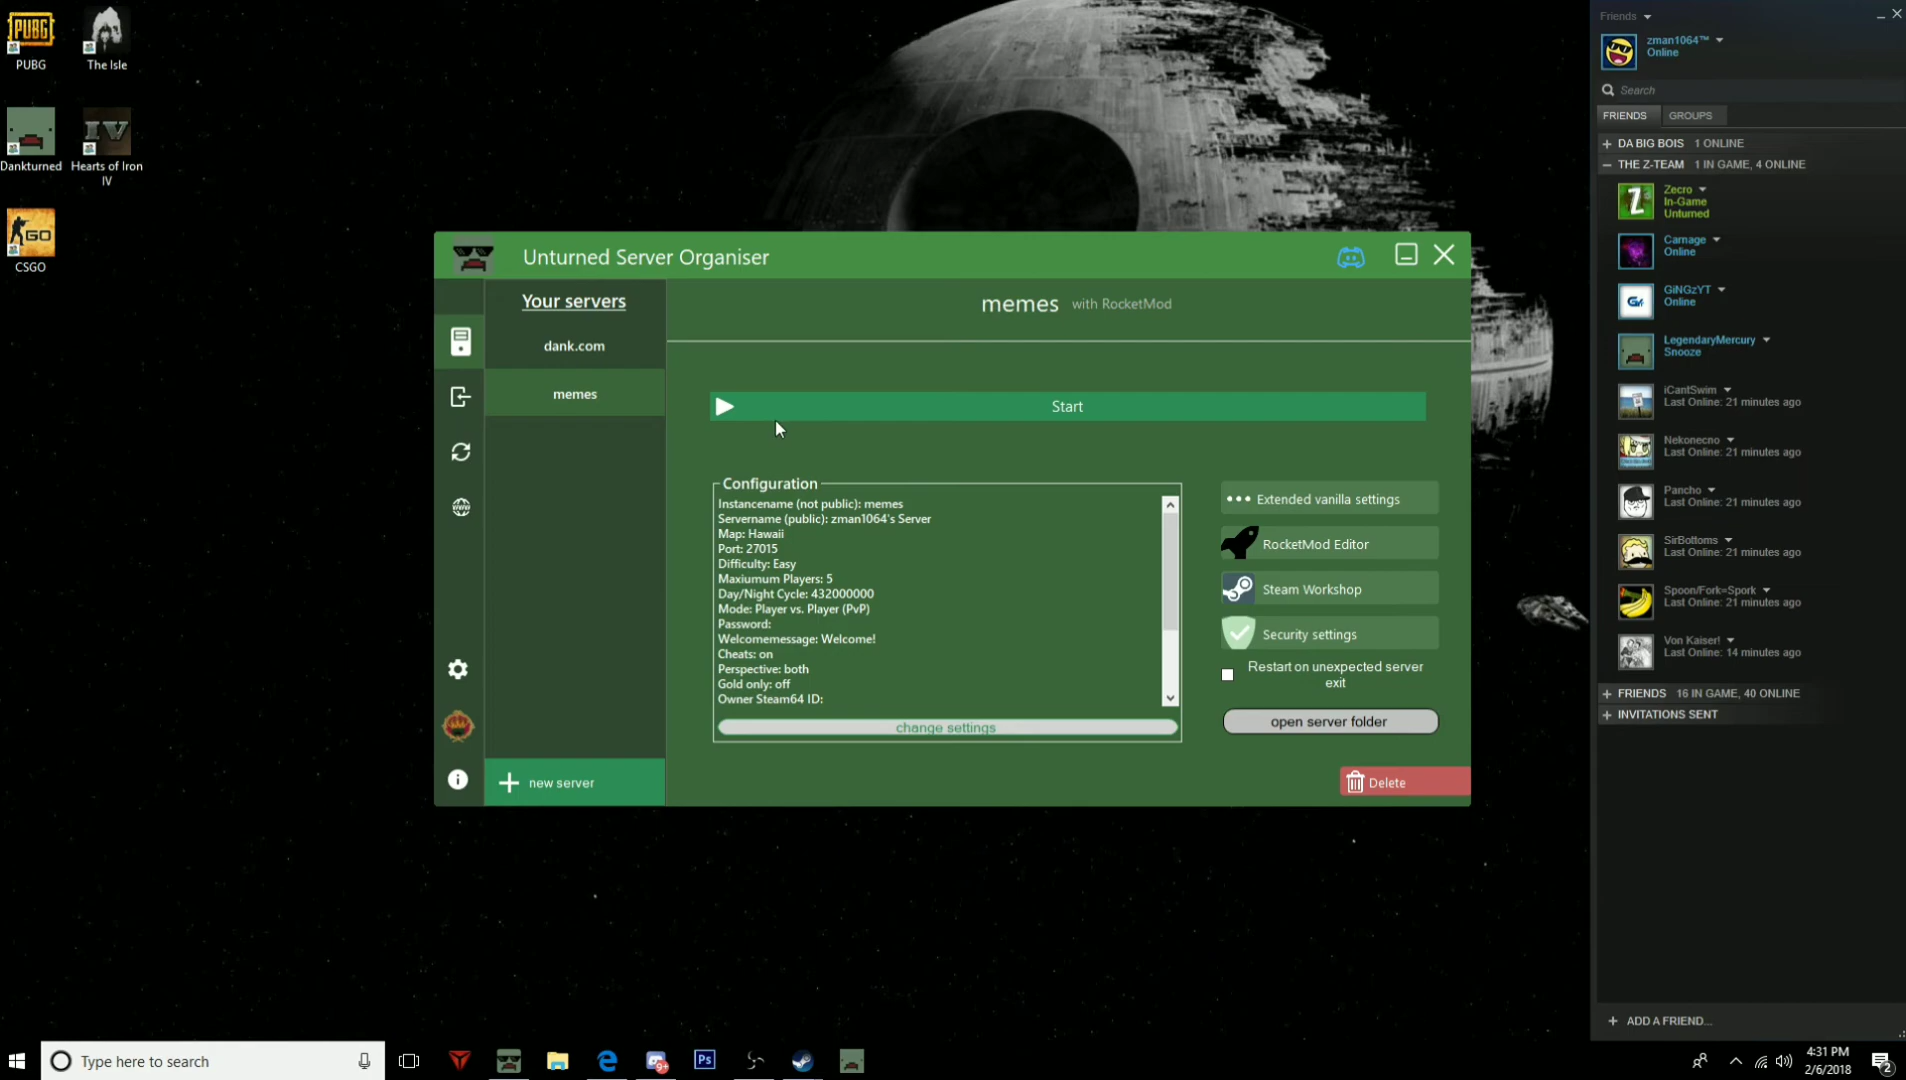 PUBG
The Isle
Dankturned
Hearts of Iron
IV
CSGO
Unturned Server Organiser
Your servers
dank.com
memes
new server
memes with RocketMod
Start
Configuration
Instancename (not public): memes
Servername (public): zman1064's Server
Map: Hawaii
Port: 27015
Difficulty: Easy
Maxiumum Players: 5
Day/Night Cycle: 432000000
Mode: Player vs. Player (PvP)
Password:
Welcomemessage: Welcome!
Cheats: on
Perspective: both
Gold only: off
Owner Steam64 ID:
change settings
Extended vanilla settings
RocketMod Editor
Steam Workshop
Security settings
Restart on unexpected server
exit
open server folder
Delete
Friends
zman1064™
Online
Search
FRIENDS GROUPS
DA BIG BOIS 1 ONLINE
THE Z-TEAM 1 IN GAME, 4 ONLINE
Zecro
In-Game
Unturned
Carnage
Online
GiNGzYT
Online
LegendaryMercury
Snooze
iCantSwim
Last Online: 21 minutes ago
Nekonecno
Last Online: 21 minutes ago
Pancho
Last Online: 21 minutes ago
SirBottoms
Last Online: 21 minutes ago
Spoon/Fork=Spork
Last Online: 21 minutes ago
Von Kaiser!
Last Online: 14 minutes ago
FRIENDS 16 IN GAME, 40 ONLINE
INVITATIONS SENT
+ ADD A FRIEND...
Type here to search
9+
Ps
4:31 PM
2/6/2018
2